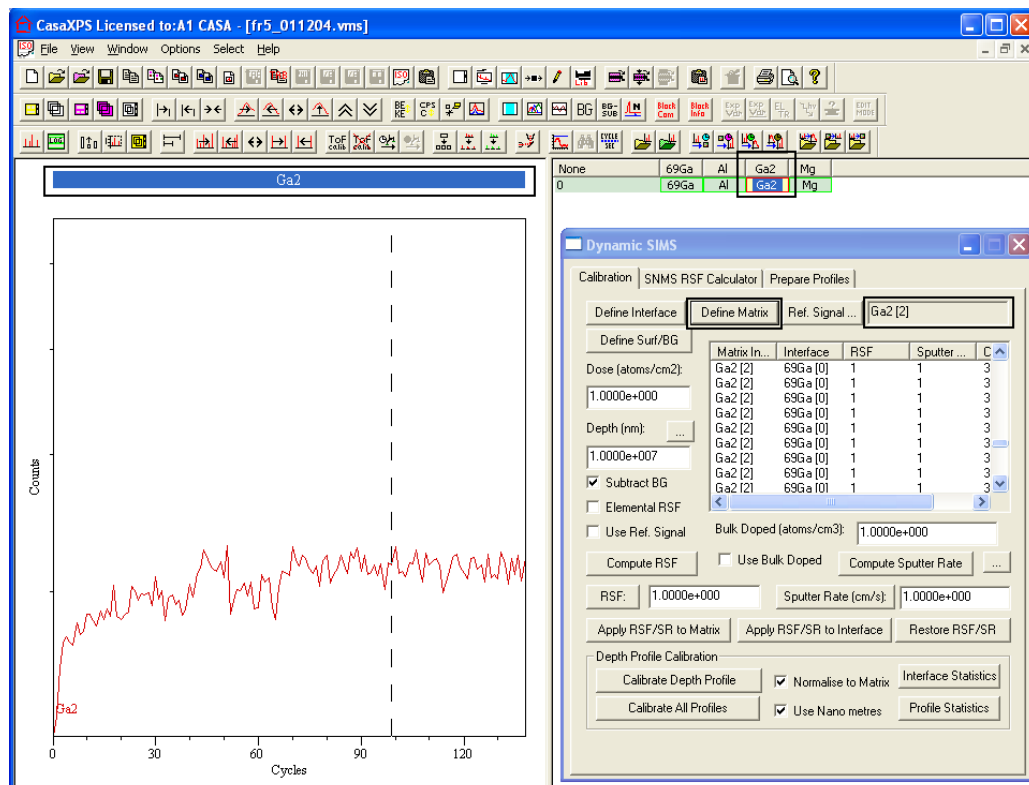 CasaXPS Licensed to:A1 CASA - [fr5_011204.vms]
File View Window Options Select Help
None 69Ga Al Ga2 Mg
0 69Ga Al Ga2 Mg
Ga2
Counts
Ga2
0 30 60 90 120
Cycles
Dynamic SIMS
Calibration SNMS RSF Calculator Prepare Profiles
Define Interface Define Matrix Ref. Signal ... Ga2 [2]
Define Surf/BG
Dose (atoms/cm2):
1.0000e+000
Depth (nm): ...
1.0000e+007
Subtract BG
Elemental RSF
Use Ref. Signal
Matrix In... Interface RSF Sputter ... C
Ga2 [2] 69Ga [0] 1 1 3
Ga2 [2] 69Ga [0] 1 1 3
Ga2 [2] 69Ga [0] 1 1 3
Ga2 [2] 69Ga [0] 1 1 3
Ga2 [2] 69Ga [0] 1 1 3
Ga2 [2] 69Ga [0] 1 1 3
Ga2 [2] 69Ga [0] 1 1 3
Ga2 [2] 69Ga [0] 1 1 3
Ga2 [2] 69Ga [0] 1 1 3
Bulk Doped (atoms/cm3): 1.0000e+000
Compute RSF Use Bulk Doped Compute Sputter Rate ...
RSF: 1.0000e+000 Sputter Rate (cm/s): 1.0000e+000
Apply RSF/SR to Matrix Apply RSF/SR to Interface Restore RSF/SR
Depth Profile Calibration
Calibrate Depth Profile Normalise to Matrix Interface Statistics
Calibrate All Profiles Use Nano metres Profile Statistics